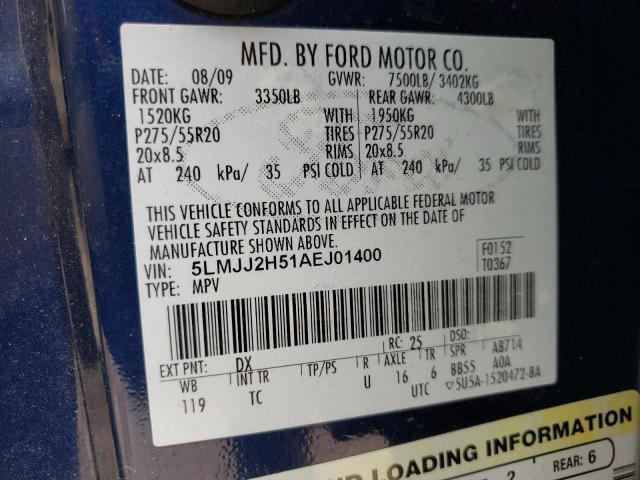 MFD. BY FORD MOTOR CO.
DATE: 08/09 GVWR: 7500LB/ 3402KG
FRONT GAWR: 3350LB REAR GAWR: 4300LB
1520KG WITH 1950KG WITH
P275/55R20 TIRES P275/55R20 TIRES
20x8.5 RIMS 20x8.5 RIMS
AT 240 kPa/ 35 PSI COLD AT 240 kPa/ 35 PSI COLD
THIS VEHICLE CONFORMS TO ALL APPLICABLE FEDERAL MOTOR
VEHICLE SAFETY STANDARDS IN EFFECT ON THE DATE OF
MANUFACTURE SHOWN ABOVE.
VIN: 5LMJJ2H51AEJ01400 F0152
TYPE: MPV T0367
EXT PNT: DX RC: 25 DSO:
WB INT TR TP/PS R AXLE TR SPR AB714
119 TC U 16 6 BB55 A0A
UTC ▽5U5A-1520472-BA
LOADING INFORMATION
2 REAR: 6